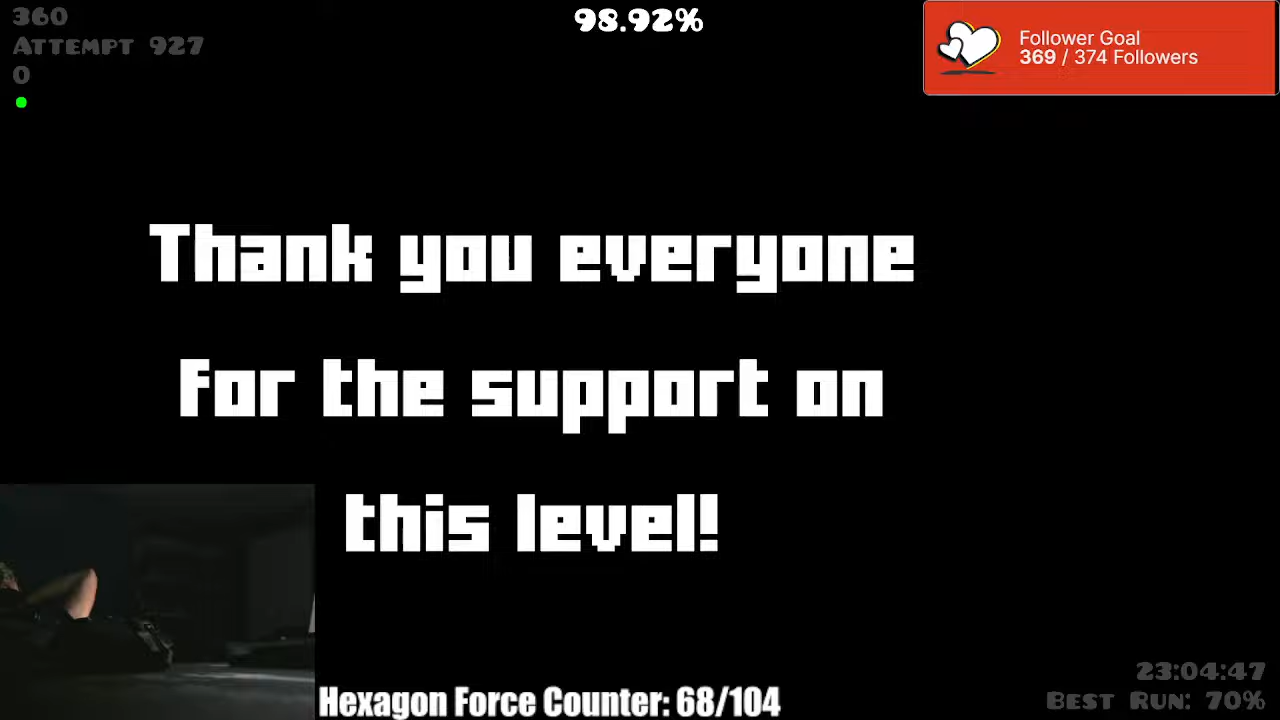 360
98.92%
Attempt 927
0
Follower Goal
369 / 374 Followers
Thank you everyone
for the support on
this level!
23:04:47
Best Run: 70%
Hexagon Force Counter: 68/104